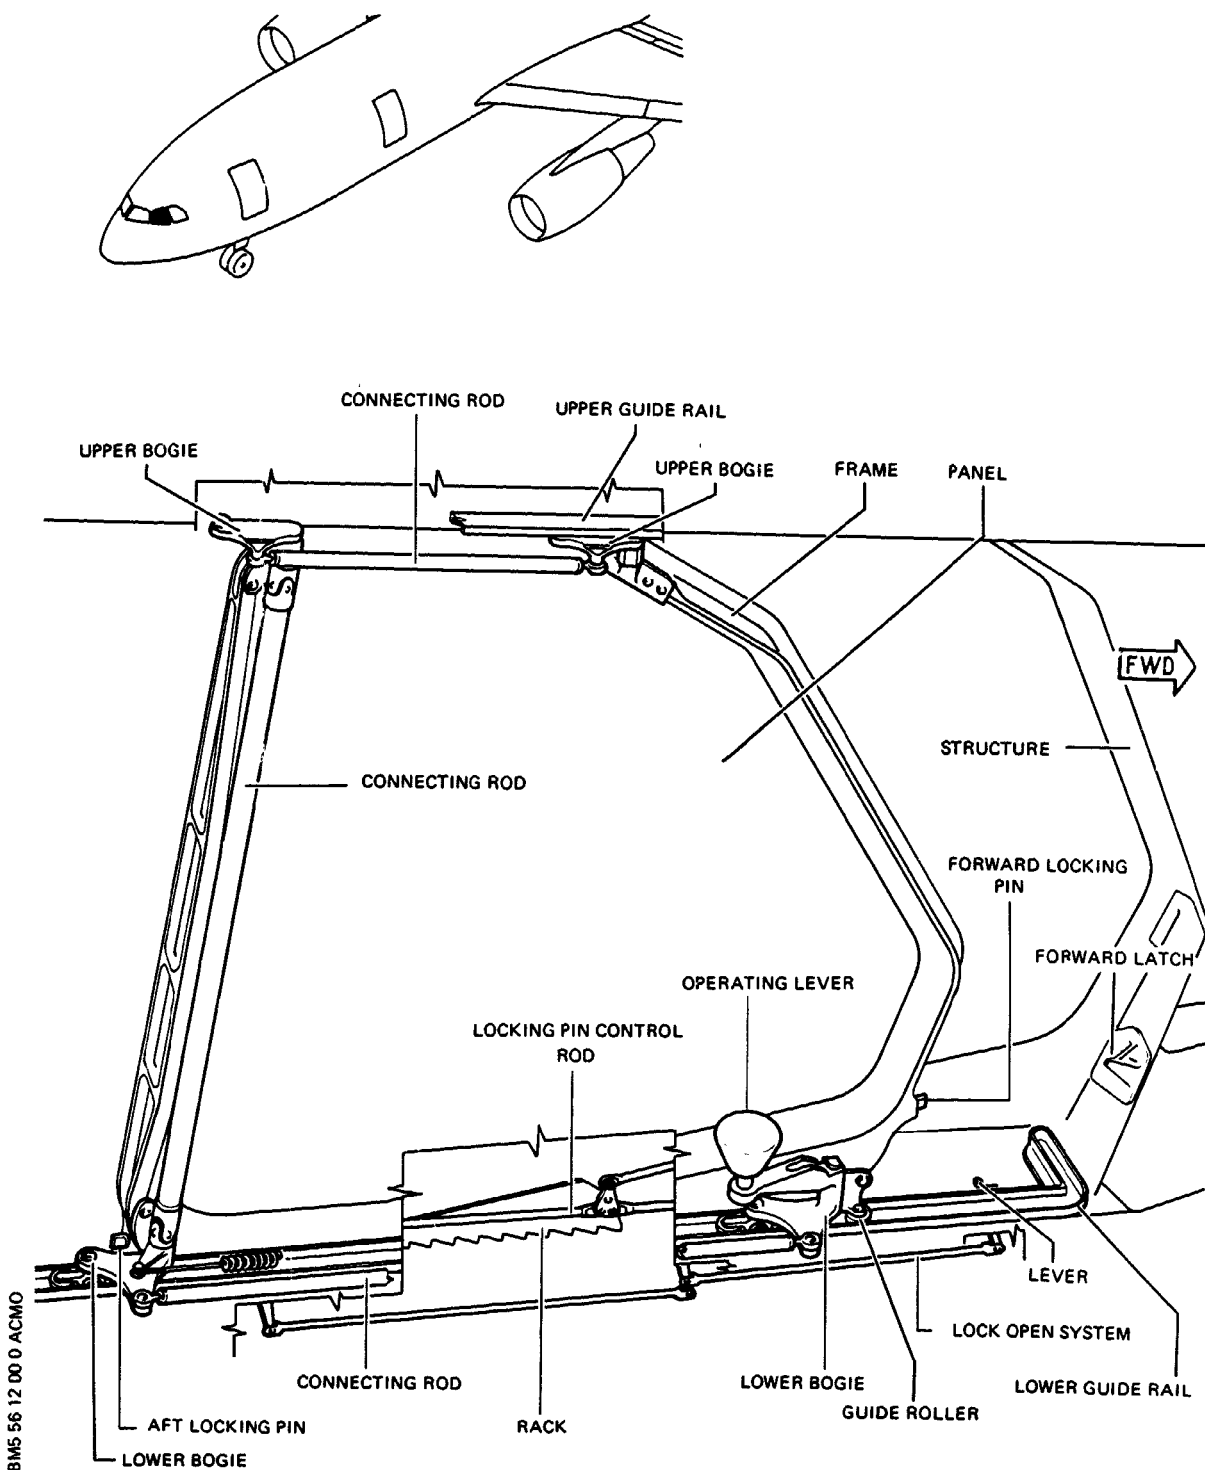 CONNECTING ROD
UPPER GUIDE RAIL
UPPER BOGIE
UPPER BOGIE
FRAME
PANEL
FWD
STRUCTURE
CONNECTING ROD
FORWARD LOCKING
PIN
FORWARD LATCH
OPERATING LEVER
LOCKING PIN CONTROL
ROD
LEVER
LOCK OPEN SYSTEM
CONNECTING ROD
LOWER BOGIE
LOWER GUIDE RAIL
GUIDE ROLLER
AFT LOCKING PIN
RACK
LOWER BOGIE
BM5 56 12 00 0 ACMO